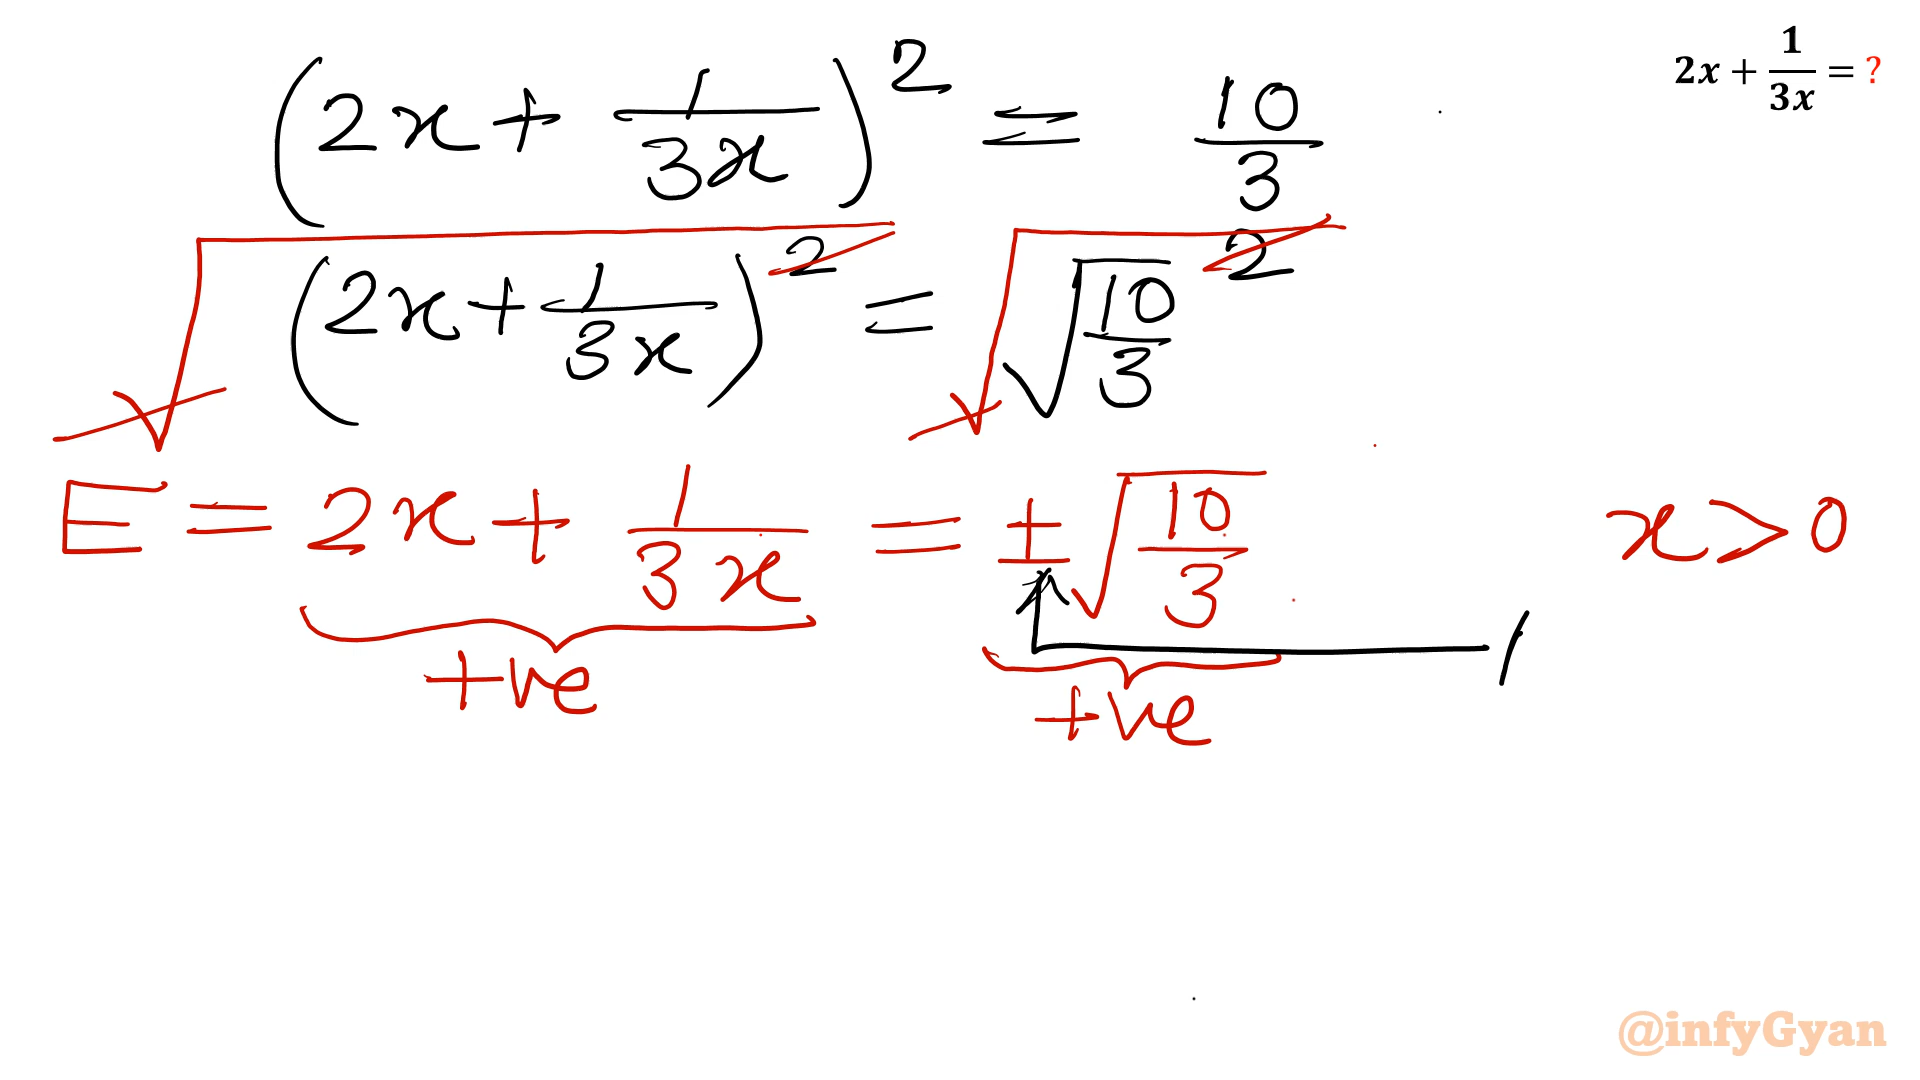 2x + 1/3x = ?
(2x + 1/3x)² = 10/3
√(2x + 1/3x)² = √(√10/3)²
E = 2x + 1/3x = ± √10/3 x > 0
+ve +ve
@infyGyan